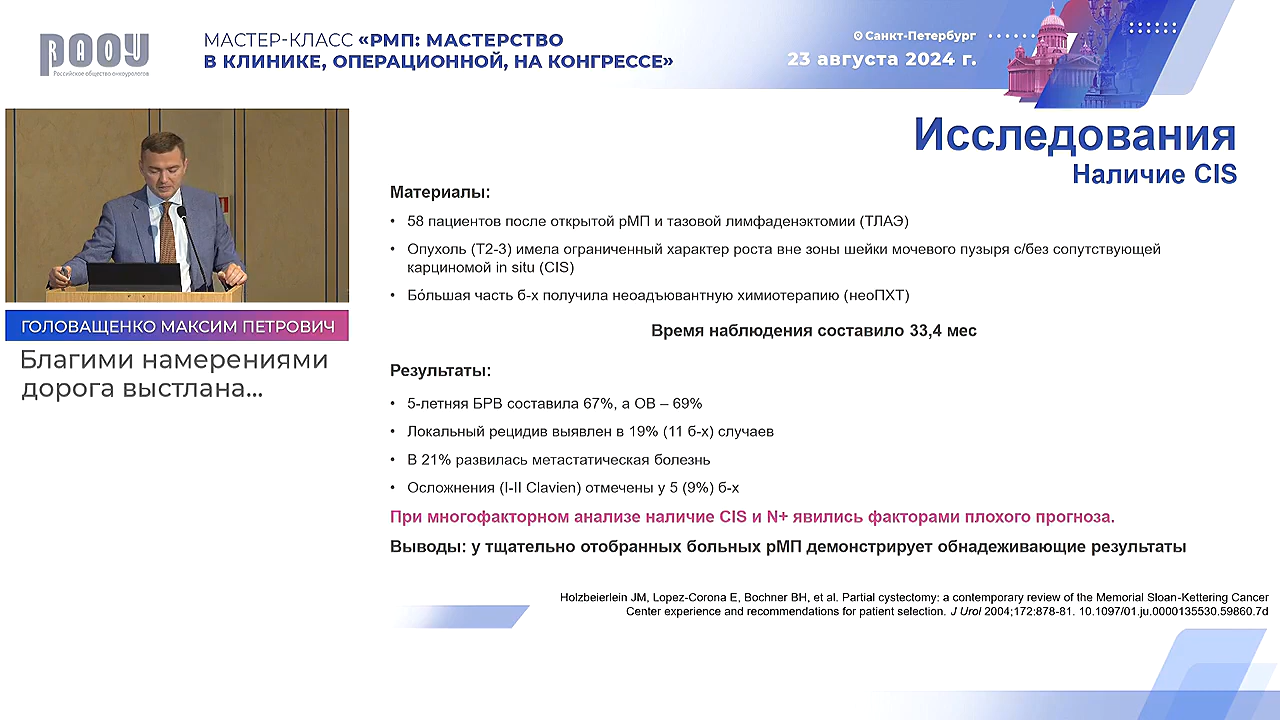 РАОУ
Российское общество онкоурологов
МАСТЕР-КЛАСС «РМП: МАСТЕРСТВО
В КЛИНИКЕ, ОПЕРАЦИОННОЙ, НА КОНГРЕССЕ»
Санкт-Петербург
23 августа 2024 г.
ГОЛОВАЩЕНКО МАКСИМ ПЕТРОВИЧ
Благими намерениями
дорога выстлана...
Исследования
Наличие CIS
Материалы:
• 58 пациентов после открытой рМП и тазовой лимфаденэктомии (ТЛАЭ)
• Опухоль (Т2-3) имела ограниченный характер роста вне зоны шейки мочевого пузыря с/без сопутствующей
карциномой in situ (CIS)
• Бо́льшая часть б-х получила неоадъювантную химиотерапию (неоПХТ)
Время наблюдения составило 33,4 мес
Результаты:
• 5-летняя БРВ составила 67%, а ОВ – 69%
• Локальный рецидив выявлен в 19% (11 б-х) случаев
• В 21% развилась метастатическая болезнь
• Осложнения (I-II Clavien) отмечены у 5 (9%) б-х
При многофакторном анализе наличие CIS и N+ явились факторами плохого прогноза.
Выводы: у тщательно отобранных больных рМП демонстрирует обнадеживающие результаты
Holzbeierlein JM, Lopez-Corona E, Bochner BH, et al. Partial cystectomy: a contemporary review of the Memorial Sloan-Kettering Cancer
Center experience and recommendations for patient selection. J Urol 2004;172:878-81. 10.1097/01.ju.0000135530.59860.7d